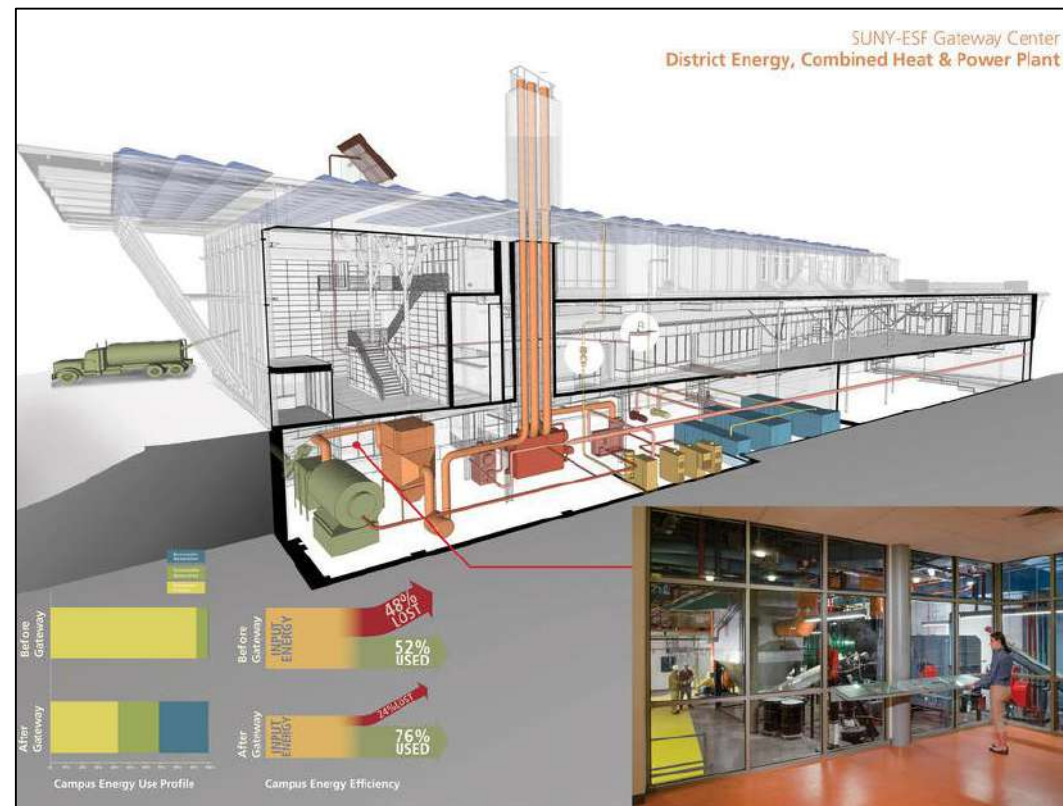 SUNY-ESF Gateway Center
District Energy, Combined Heat & Power Plant
Before
Gateway
After
Gateway
Campus Energy Use Profile
Before
Gateway
INPUT
ENERGY
48%
LOST
52%
USED
After
Gateway
INPUT
ENERGY
24% LOST
76%
USED
Campus Energy Efficiency